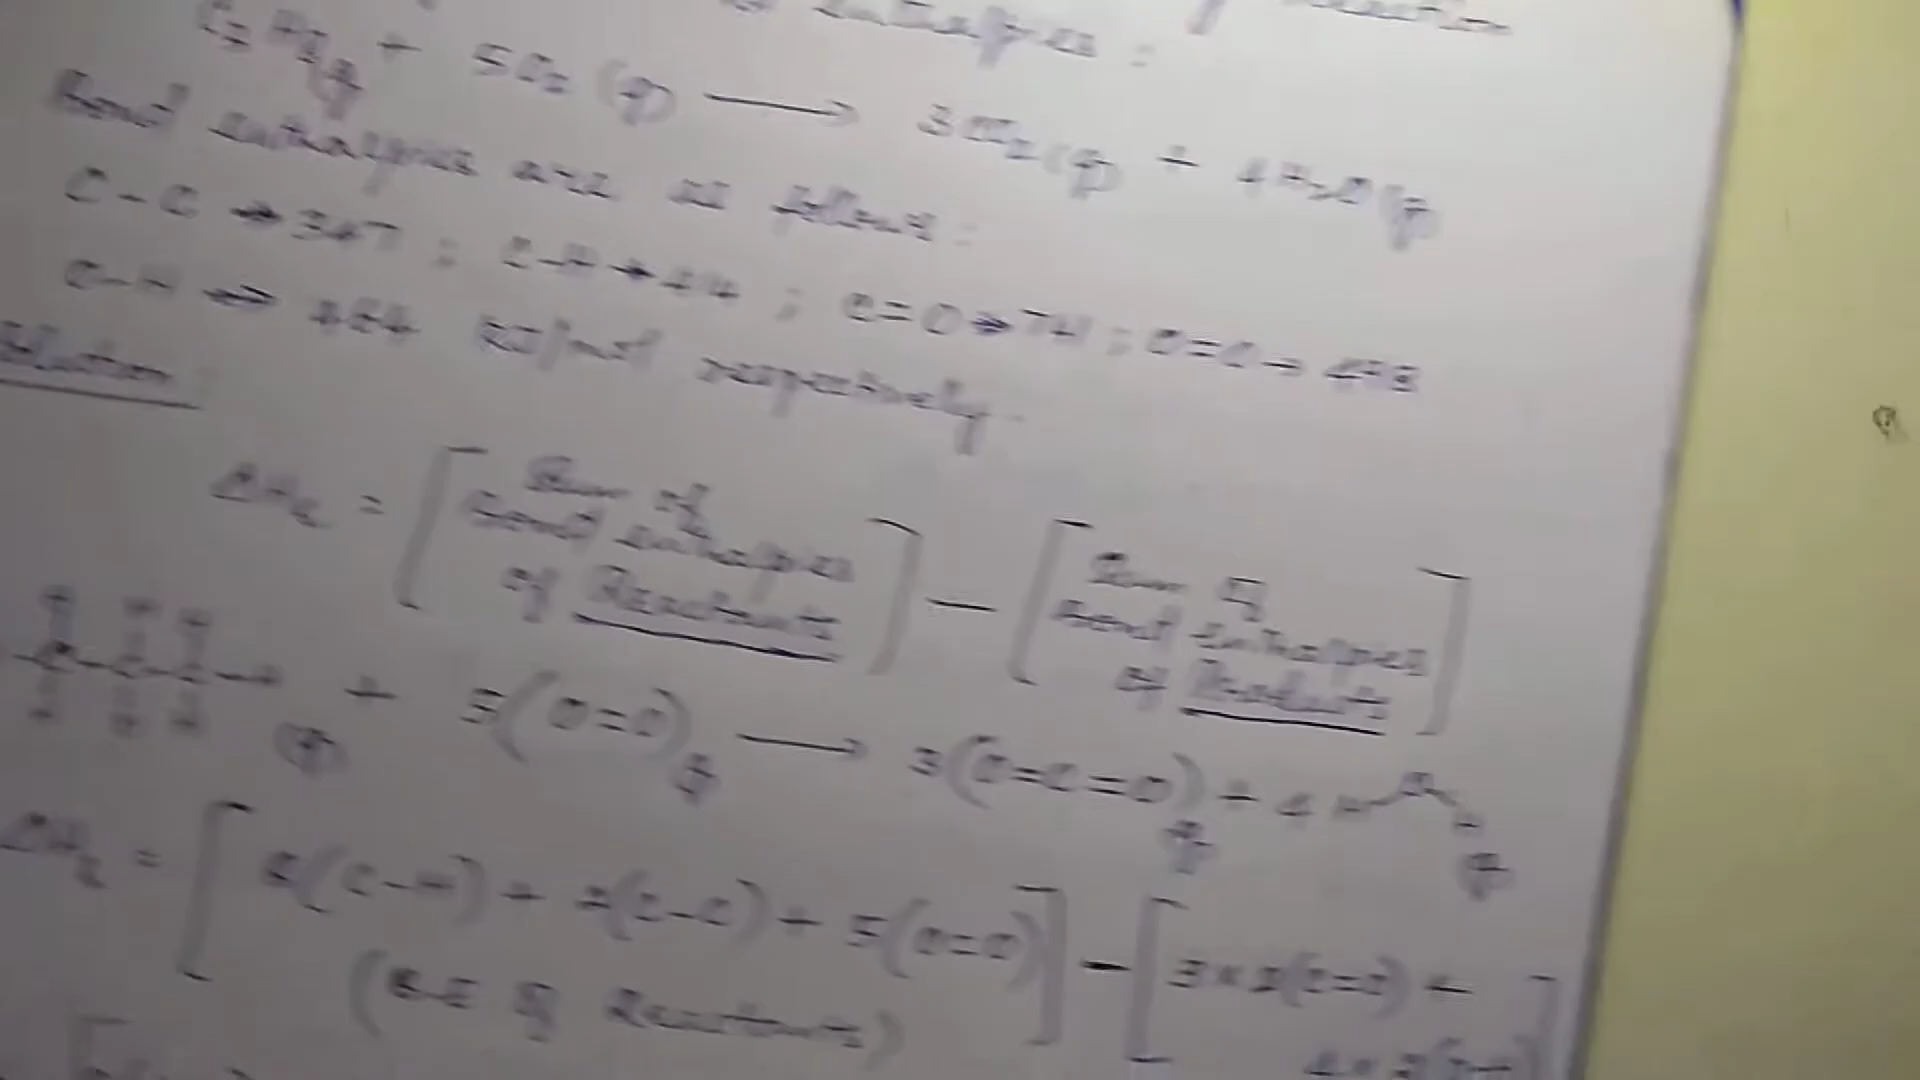 enthalpies :
C3H8(g) + 5O2 (g) ⟶ 3CO2 (g) + 4H2O (g)
Bond enthalpies are as follows :
C-C → 347 ; C-H → 414 ; C=O → 741 ; O=O →
O-H → 464 kJ/mol respectively.
Solution :
ΔHr = [ Sum of Bond enthalpies of Reactants ] - [ Sum of Bond enthalpies of Products ]
+ 5(O=O)g ⟶ 3(O=C=O)g + 4 H-O-H g
ΔHr = [ 8(C-H) + 2(C-C) + 5(O=O) ] - [ 3×2(C=O) +
(B.E of Reactants)